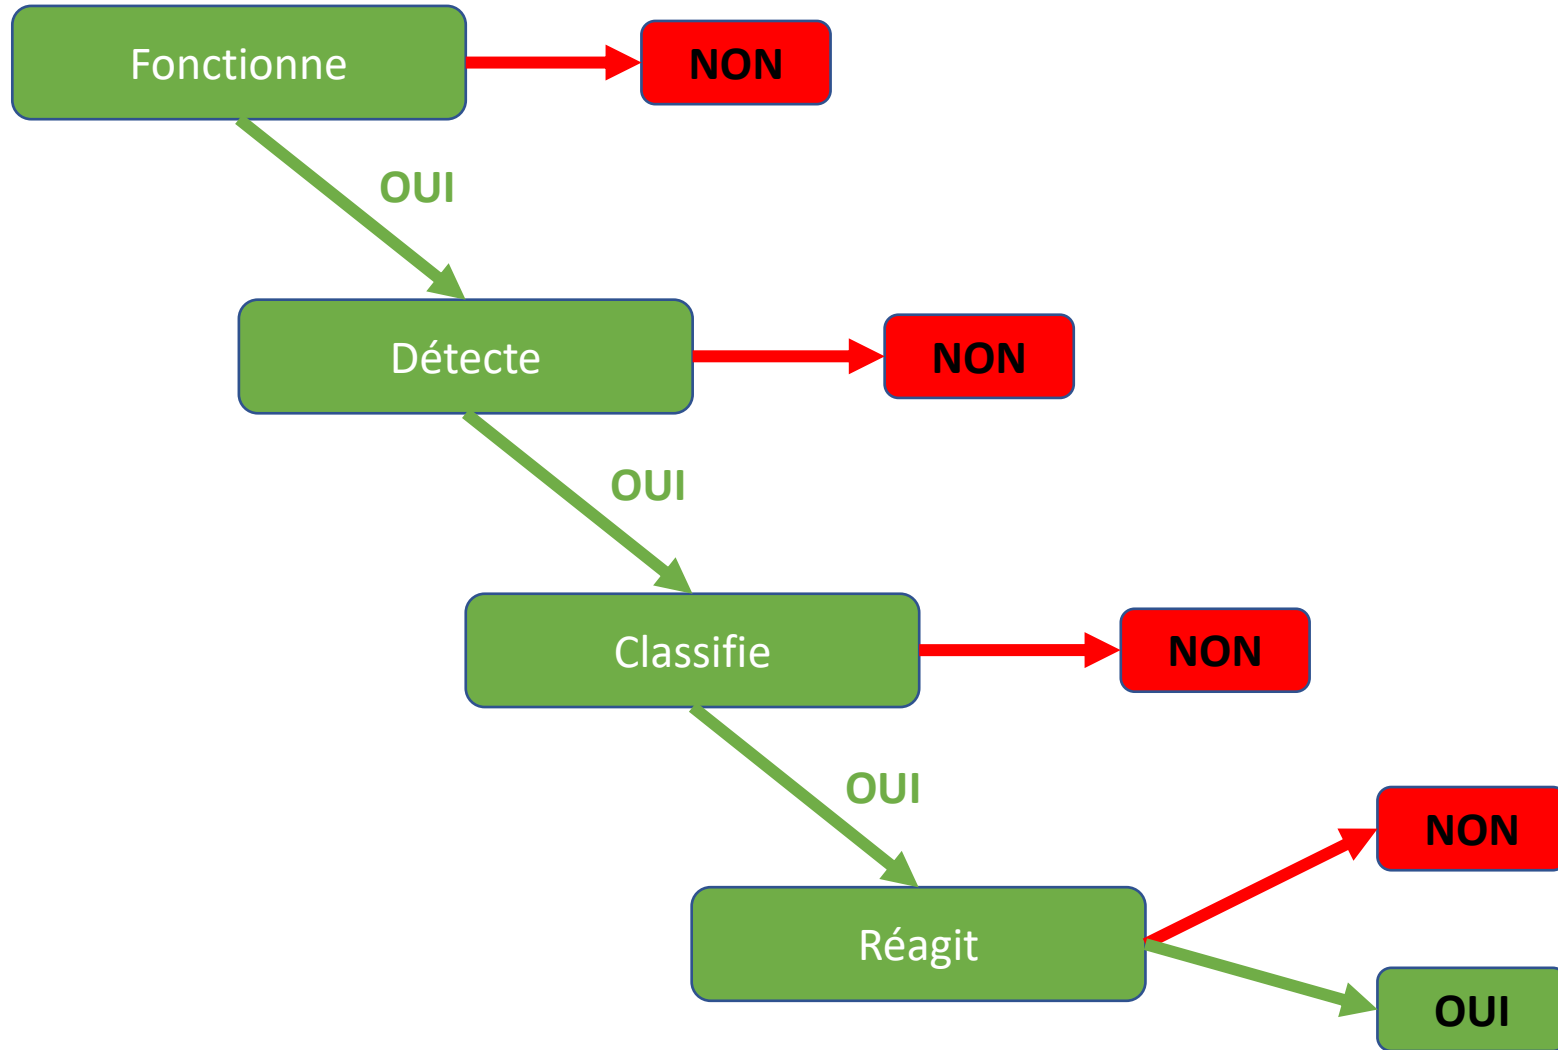 Fonctionne
NON
OUI
Détecte
NON
OUI
Classifie
NON
OUI
NON
Réagit
OUI